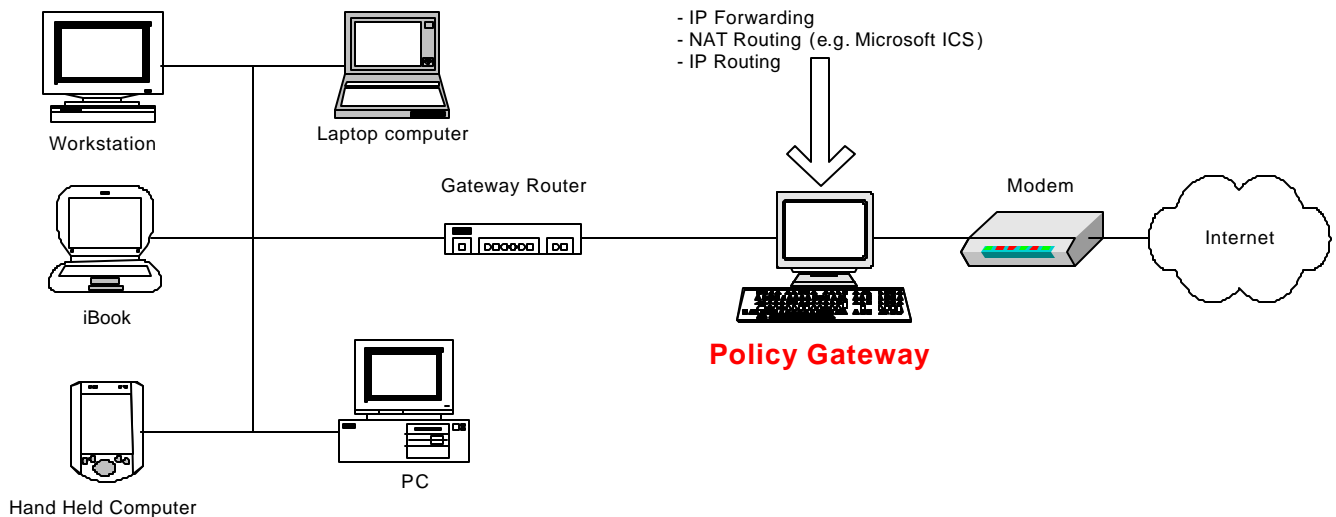 - IP Forwarding
- NAT Routing (e.g. Microsoft ICS)
- IP Routing
Workstation
Laptop computer
Gateway Router
Modem
Internet
iBook
Policy Gateway
PC
Hand Held Computer